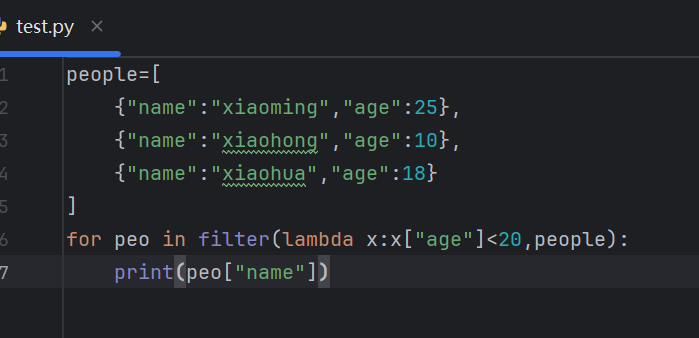 test.py ×
1 people=[
2     {"name":"xiaoming","age":25},
3     {"name":"xiaohong","age":10},
4     {"name":"xiaohua","age":18}
5 ]
6 for peo in filter(lambda x:x["age"]<20,people):
7     print(peo["name"])